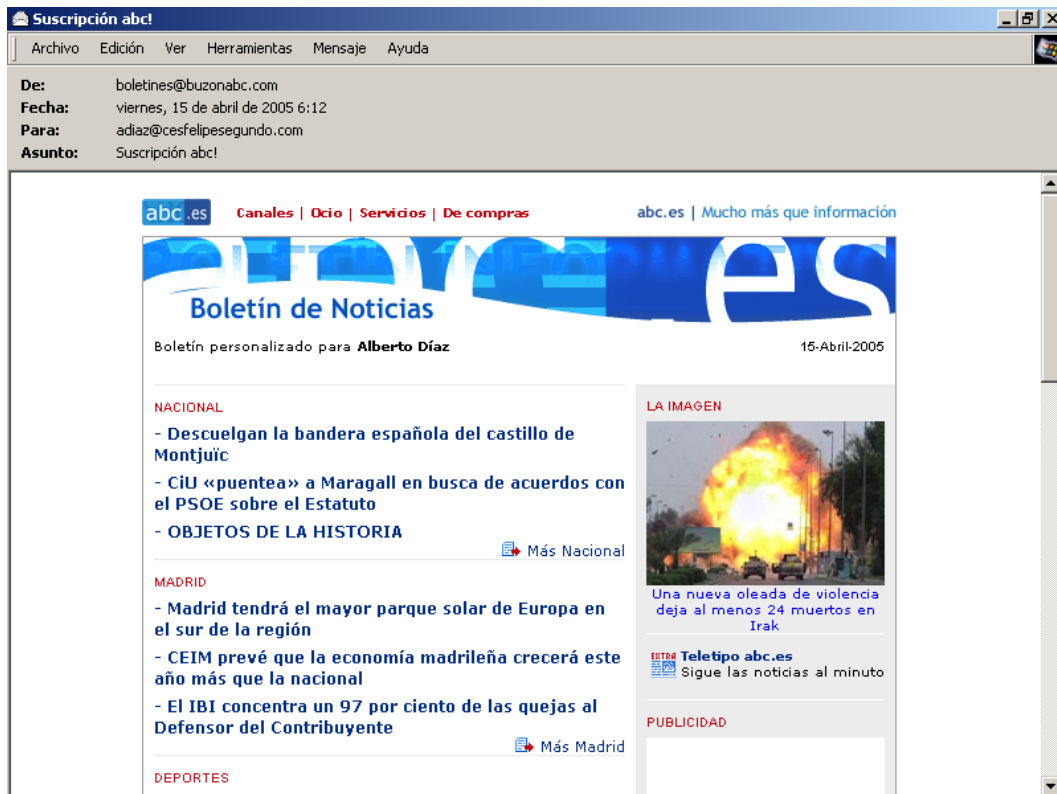 Suscripción abc!
Archivo Edición Ver Herramientas Mensaje Ayuda
De: boletines@buzonabc.com
Fecha: viernes, 15 de abril de 2005 6:12
Para: adiaz@cesfelipesegundo.com
Asunto: Suscripción abc!
abc.es Canales | Ocio | Servicios | De compras abc.es | Mucho más que información
BOLETIN INFORMATIVO
abc.es
Boletín de Noticias
Boletín personalizado para Alberto Díaz 15-Abril-2005
NACIONAL
- Descuelgan la bandera española del castillo de
Montjuïc
- CiU «puentea» a Maragall en busca de acuerdos con
el PSOE sobre el Estatuto
- OBJETOS DE LA HISTORIA
Más Nacional
MADRID
- Madrid tendrá el mayor parque solar de Europa en
el sur de la región
- CEIM prevé que la economía madrileña crecerá este
año más que la nacional
- El IBI concentra un 97 por ciento de las quejas al
Defensor del Contribuyente
Más Madrid
DEPORTES
LA IMAGEN
Una nueva oleada de violencia
deja al menos 24 muertos en
Irak
EXTRA Teletipo abc.es
Sigue las noticias al minuto
PUBLICIDAD